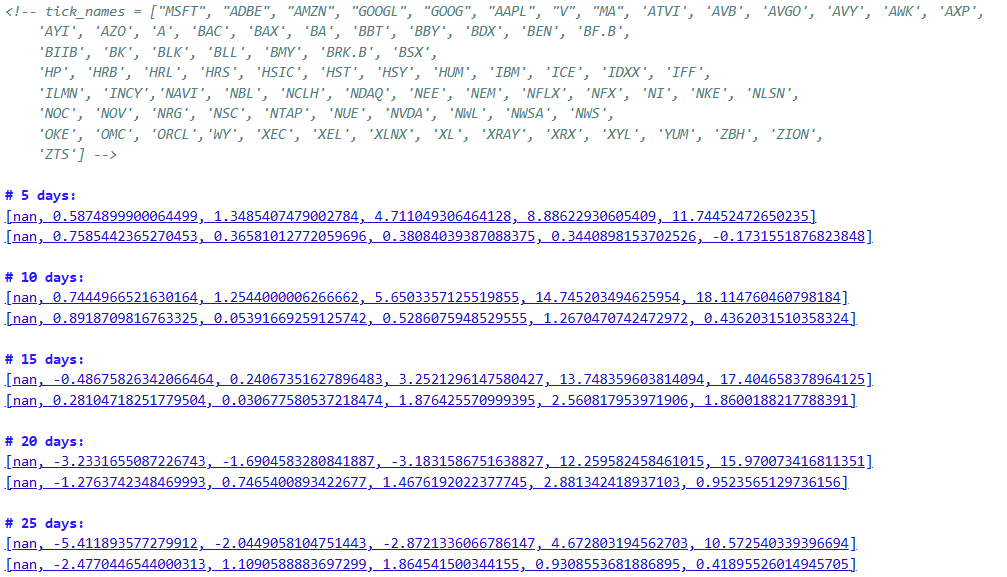 <!-- tick_names = ["MSFT", "ADBE", "AMZN", "GOOGL", "GOOG", "AAPL", "V", "MA", 'ATVI', 'AVB', 'AVGO', 'AVY', 'AWK', 'AXP',
'AYI', 'AZO', 'A', 'BAC', 'BAX', 'BA', 'BBT', 'BBY', 'BDX', 'BEN', 'BF.B',
'BIIB', 'BK', 'BLK', 'BLL', 'BMY', 'BRK.B', 'BSX',
'HP', 'HRB', 'HRL', 'HRS', 'HSIC', 'HST', 'HSY', 'HUM', 'IBM', 'ICE', 'IDXX', 'IFF',
'ILMN', 'INCY','NAVI', 'NBL', 'NCLH', 'NDAQ', 'NEE', 'NEM', 'NFLX', 'NFX', 'NI', 'NKE', 'NLSN',
'NOC', 'NOV', 'NRG', 'NSC', 'NTAP', 'NUE', 'NVDA', 'NWL', 'NWSA', 'NWS',
'OKE', 'OMC', 'ORCL','WY', 'XEC', 'XEL', 'XLNX', 'XL', 'XRAY', 'XRX', 'XYL', 'YUM', 'ZBH', 'ZION',
'ZTS'] -->
# 5 days:
[nan, 0.5874899900064499, 1.3485407479002784, 4.711049306464128, 8.88622930605409, 11.74452472650235]
[nan, 0.7585442365270453, 0.36581012772059696, 0.38084039387088375, 0.3440898153702526, -0.1731551876823848]
# 10 days:
[nan, 0.7444966521630164, 1.2544000006266662, 5.6503357125519855, 14.745203494625954, 18.114760460798184]
[nan, 0.8918709816763325, 0.05391669259125742, 0.5286075948529555, 1.2670470742472972, 0.4362031510358324]
# 15 days:
[nan, -0.48675826342066464, 0.24067351627896483, 3.2521296147580427, 13.748359603814094, 17.404658378964125]
[nan, 0.28104718251779504, 0.030677580537218474, 1.876425570999395, 2.560817953971906, 1.8600188217788391]
# 20 days:
[nan, -3.2331655087226743, -1.6904583280841887, -3.1831586751638827, 12.259582458461015, 15.970073416811351]
[nan, -1.2763742348469993, 0.7465400893422677, 1.4676192022377745, 2.881342418937103, 0.9523565129736156]
# 25 days:
[nan, -5.411893577279912, -2.0449058104751443, -2.8721336066786147, 4.672803194562703, 10.572540339396694]
[nan, -2.4770446544000313, 1.1090588883697299, 1.864541500344155, 0.9308553681886895, 0.41895526014945705]